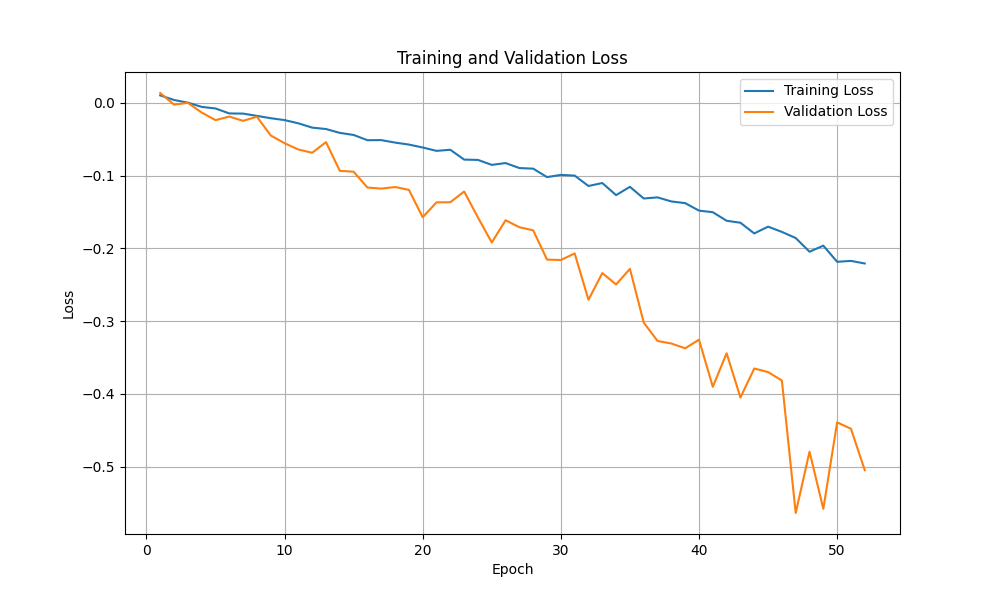 Training and Validation Loss
Training Loss
Validation Loss
0.0
−0.1
−0.2
−0.3
−0.4
−0.5
Loss
0 10 20 30 40 50
Epoch